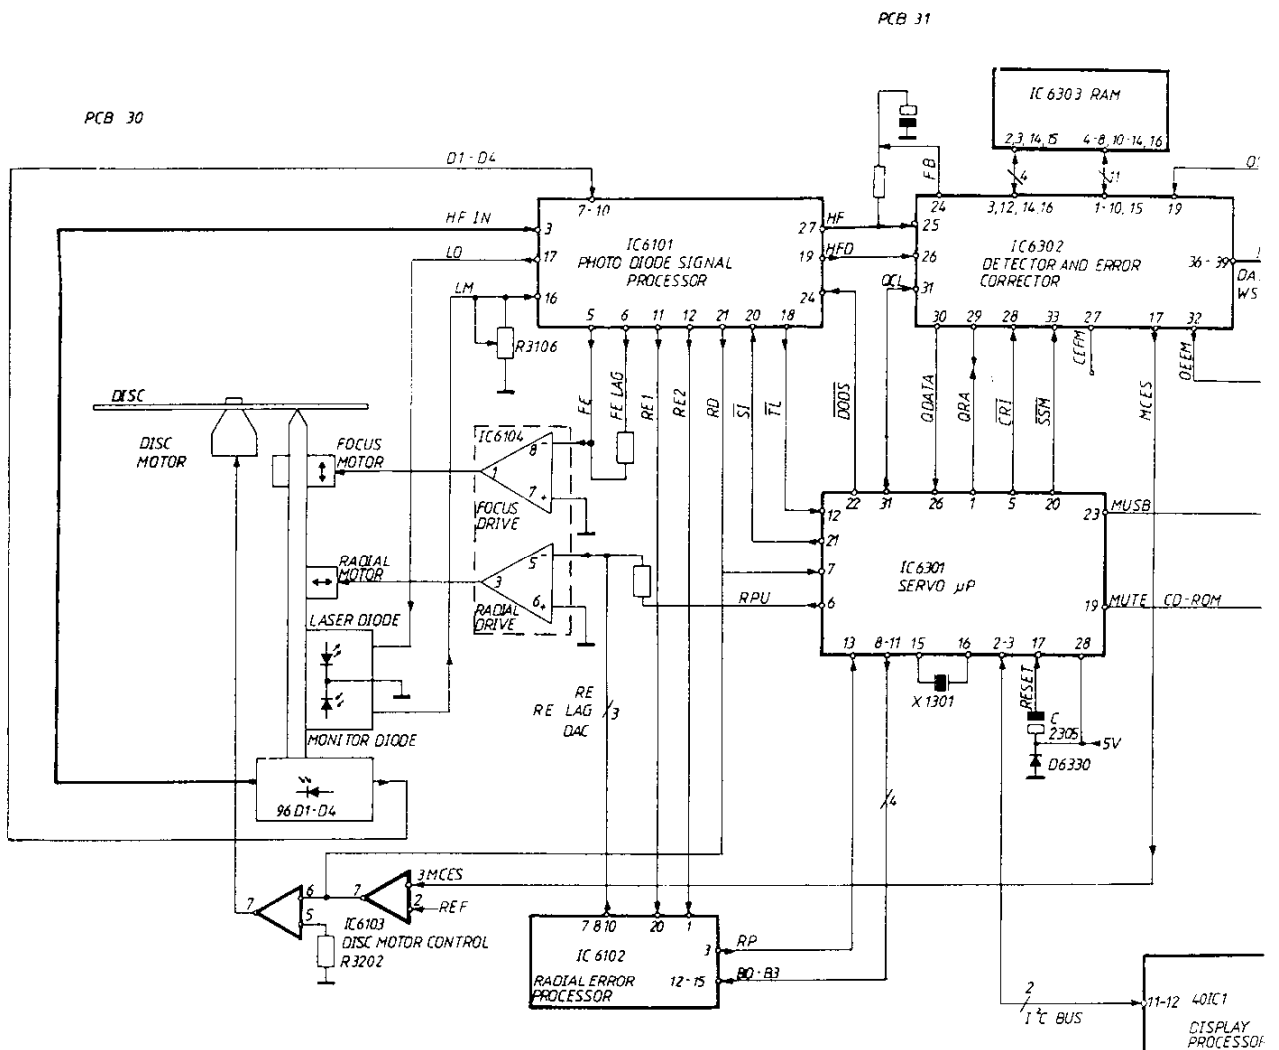 PCB 31
PCB 30
IC 6303 RAM
2,3, 14, 15
4-8, 10-14, 16
4
11
D1-D4
FB
7-10
24
3,12, 14,16
1-10, 15
19
HF IN
3
27
HF
25
IC6101
PHOTO DIODE SIGNAL
PROCESSOR
IC6302
DETECTOR AND ERROR
CORRECTOR
LO
17
19
HFD
26
36-39
DA
WS
LM
16
24
QCL
31
5
6
11
12
21
20
18
30
29
28
33
27
17
32
R3106
FE
FE LAG
RE1
RE2
RD
SI
TL
DODS
QDATA
QRA
CRI
SSM
CEFM
MCES
DEEM
DISC
DISC
MOTOR
FOCUS
MOTOR
IC6104
8 -
1
7 +
FOCUS
DRIVE
22
31
26
1
5
20
12
23
MUSB
21
RADIAL
MOTOR
5 -
3
6 +
RADIAL
DRIVE
7
IC6301
SERVO µP
RPU
6
19
MUTE CD-ROM
LASER DIODE
13
8-11
15
16
2-3
17
28
RE
RE LAG
DAC
3
X1301
RESET
C
2305
5V
MONITOR DIODE
D6330
96 D1-D4
4
3 MCES
7
6
7
2
REF
5
IC6103
DISC MOTOR CONTROL
R3202
7 8 10
20
1
IC 6102
3
RP
RADIAL ERROR
PROCESSOR
12-15
B0-B3
2
I²C BUS
11-12
40IC1
DISPLAY
PROCESSOR